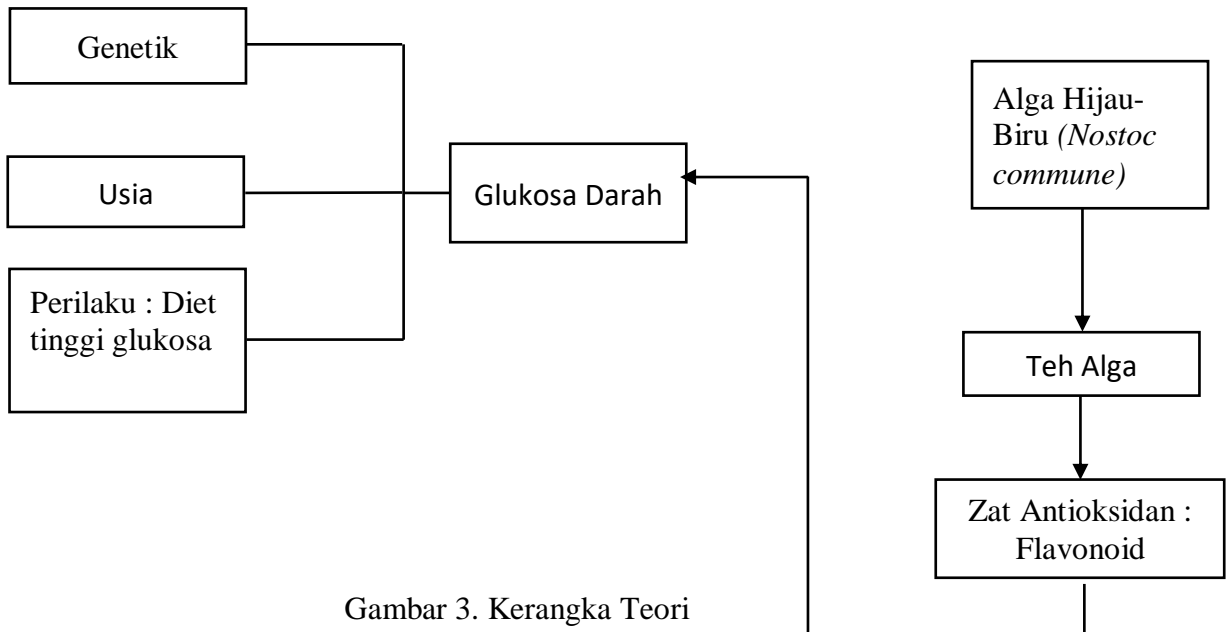 Genetik
Usia
Perilaku : Diet
tinggi glukosa
Glukosa Darah
Alga Hijau-
Biru (Nostoc
commune)
Teh Alga
Zat Antioksidan :
Flavonoid
Gambar 3. Kerangka Teori